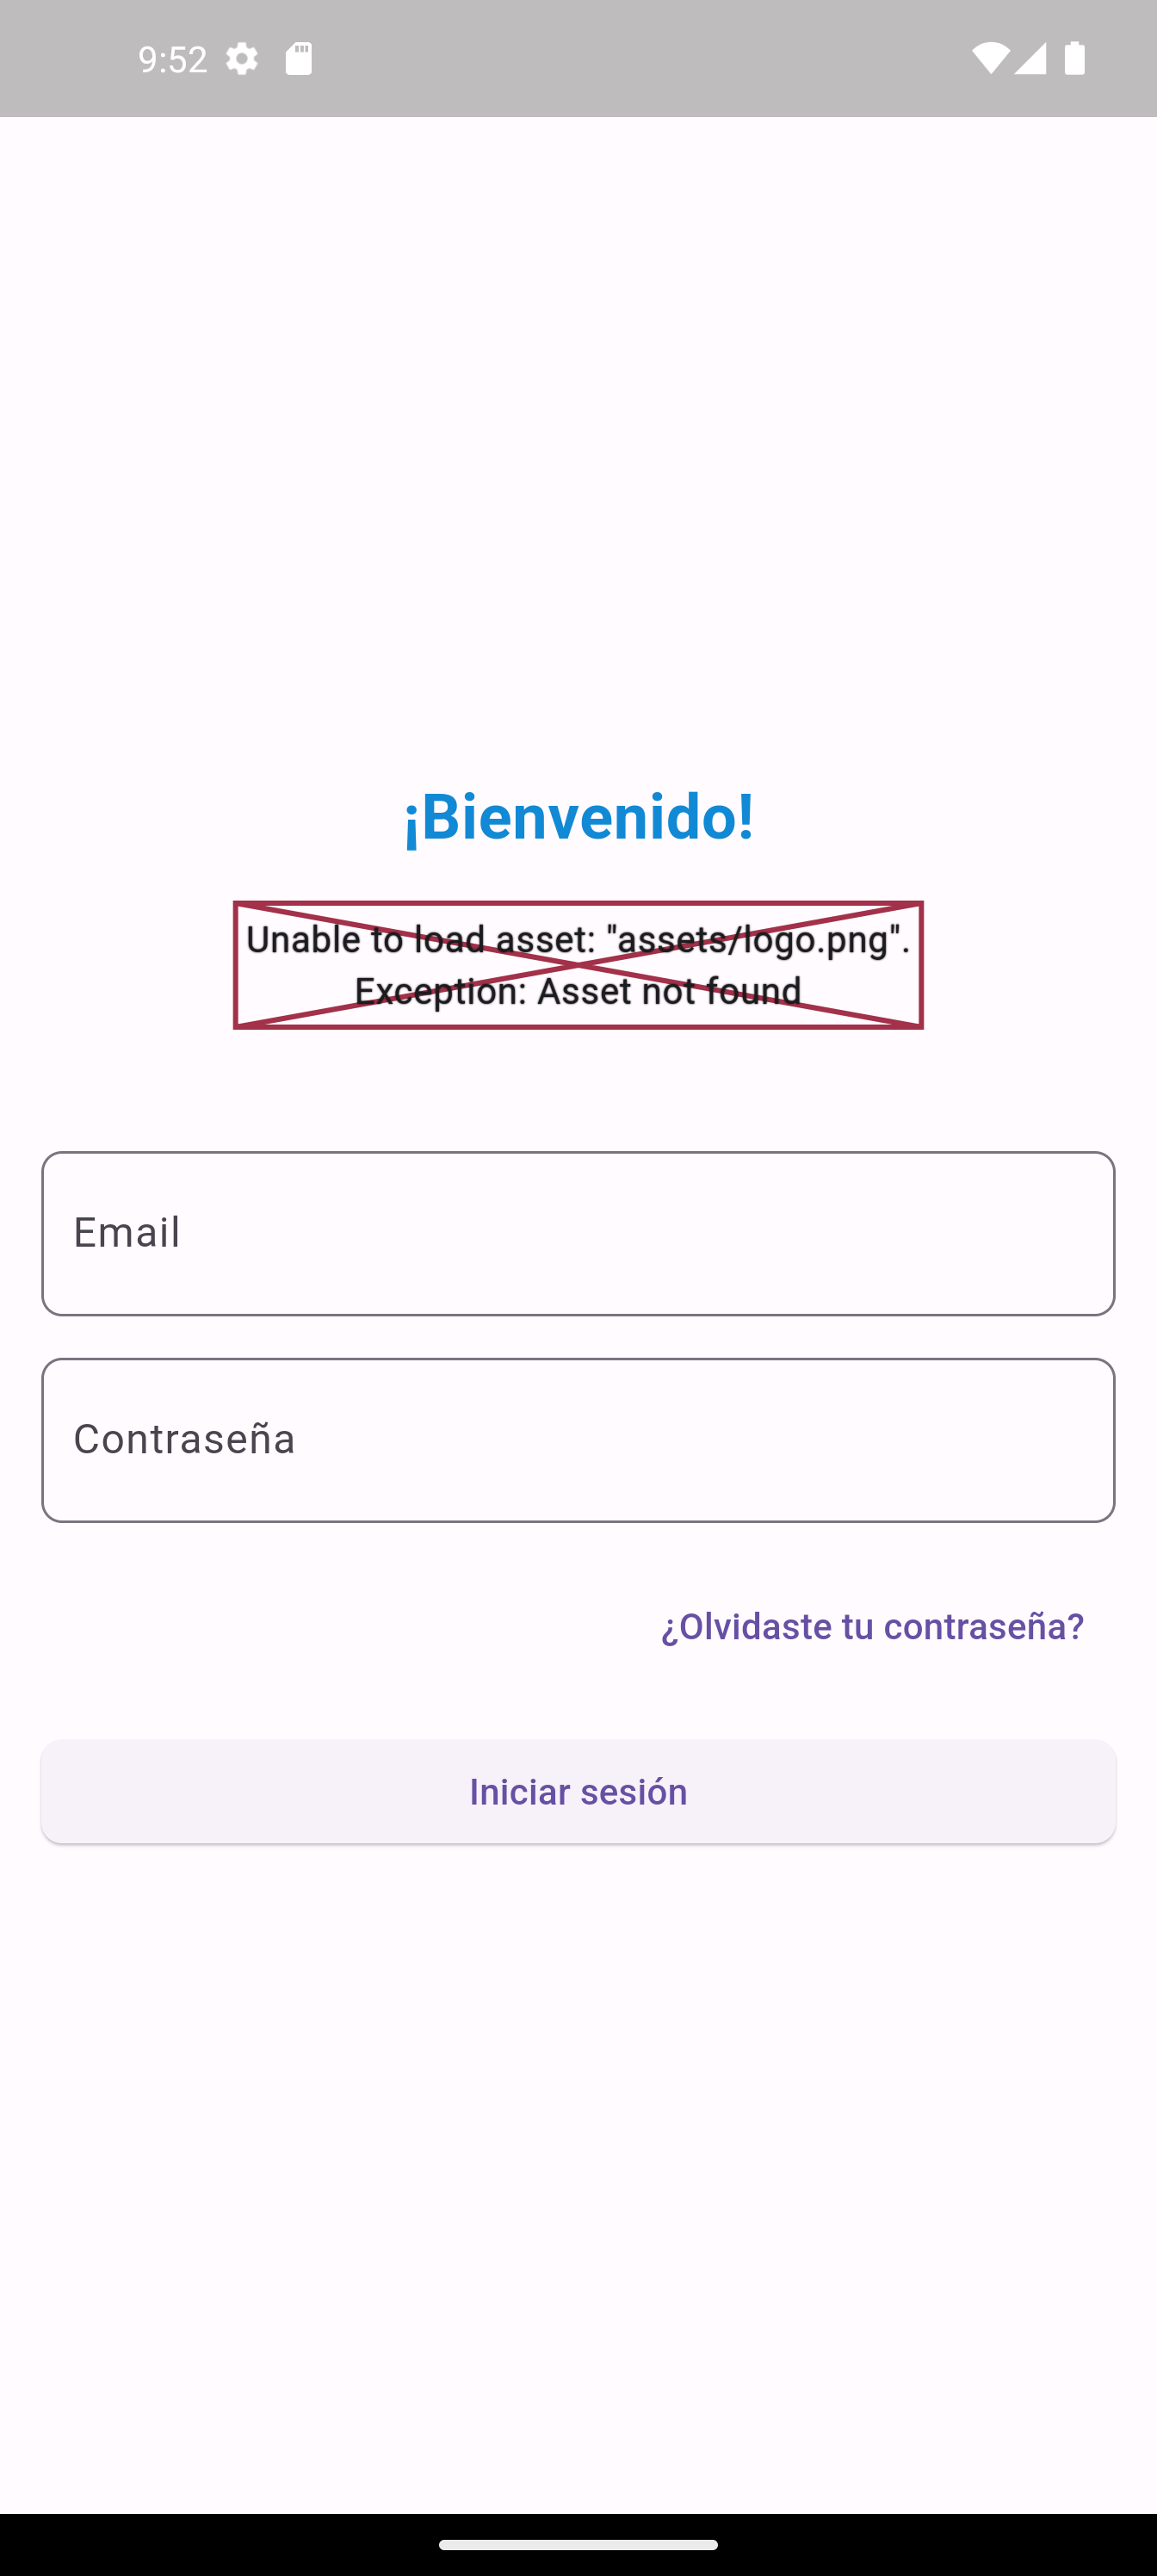 9:52
¡Bienvenido!
Unable to load asset: "assets/logo.png".
Exception: Asset not found
Email
Contraseña
¿Olvidaste tu contraseña?
Iniciar sesión